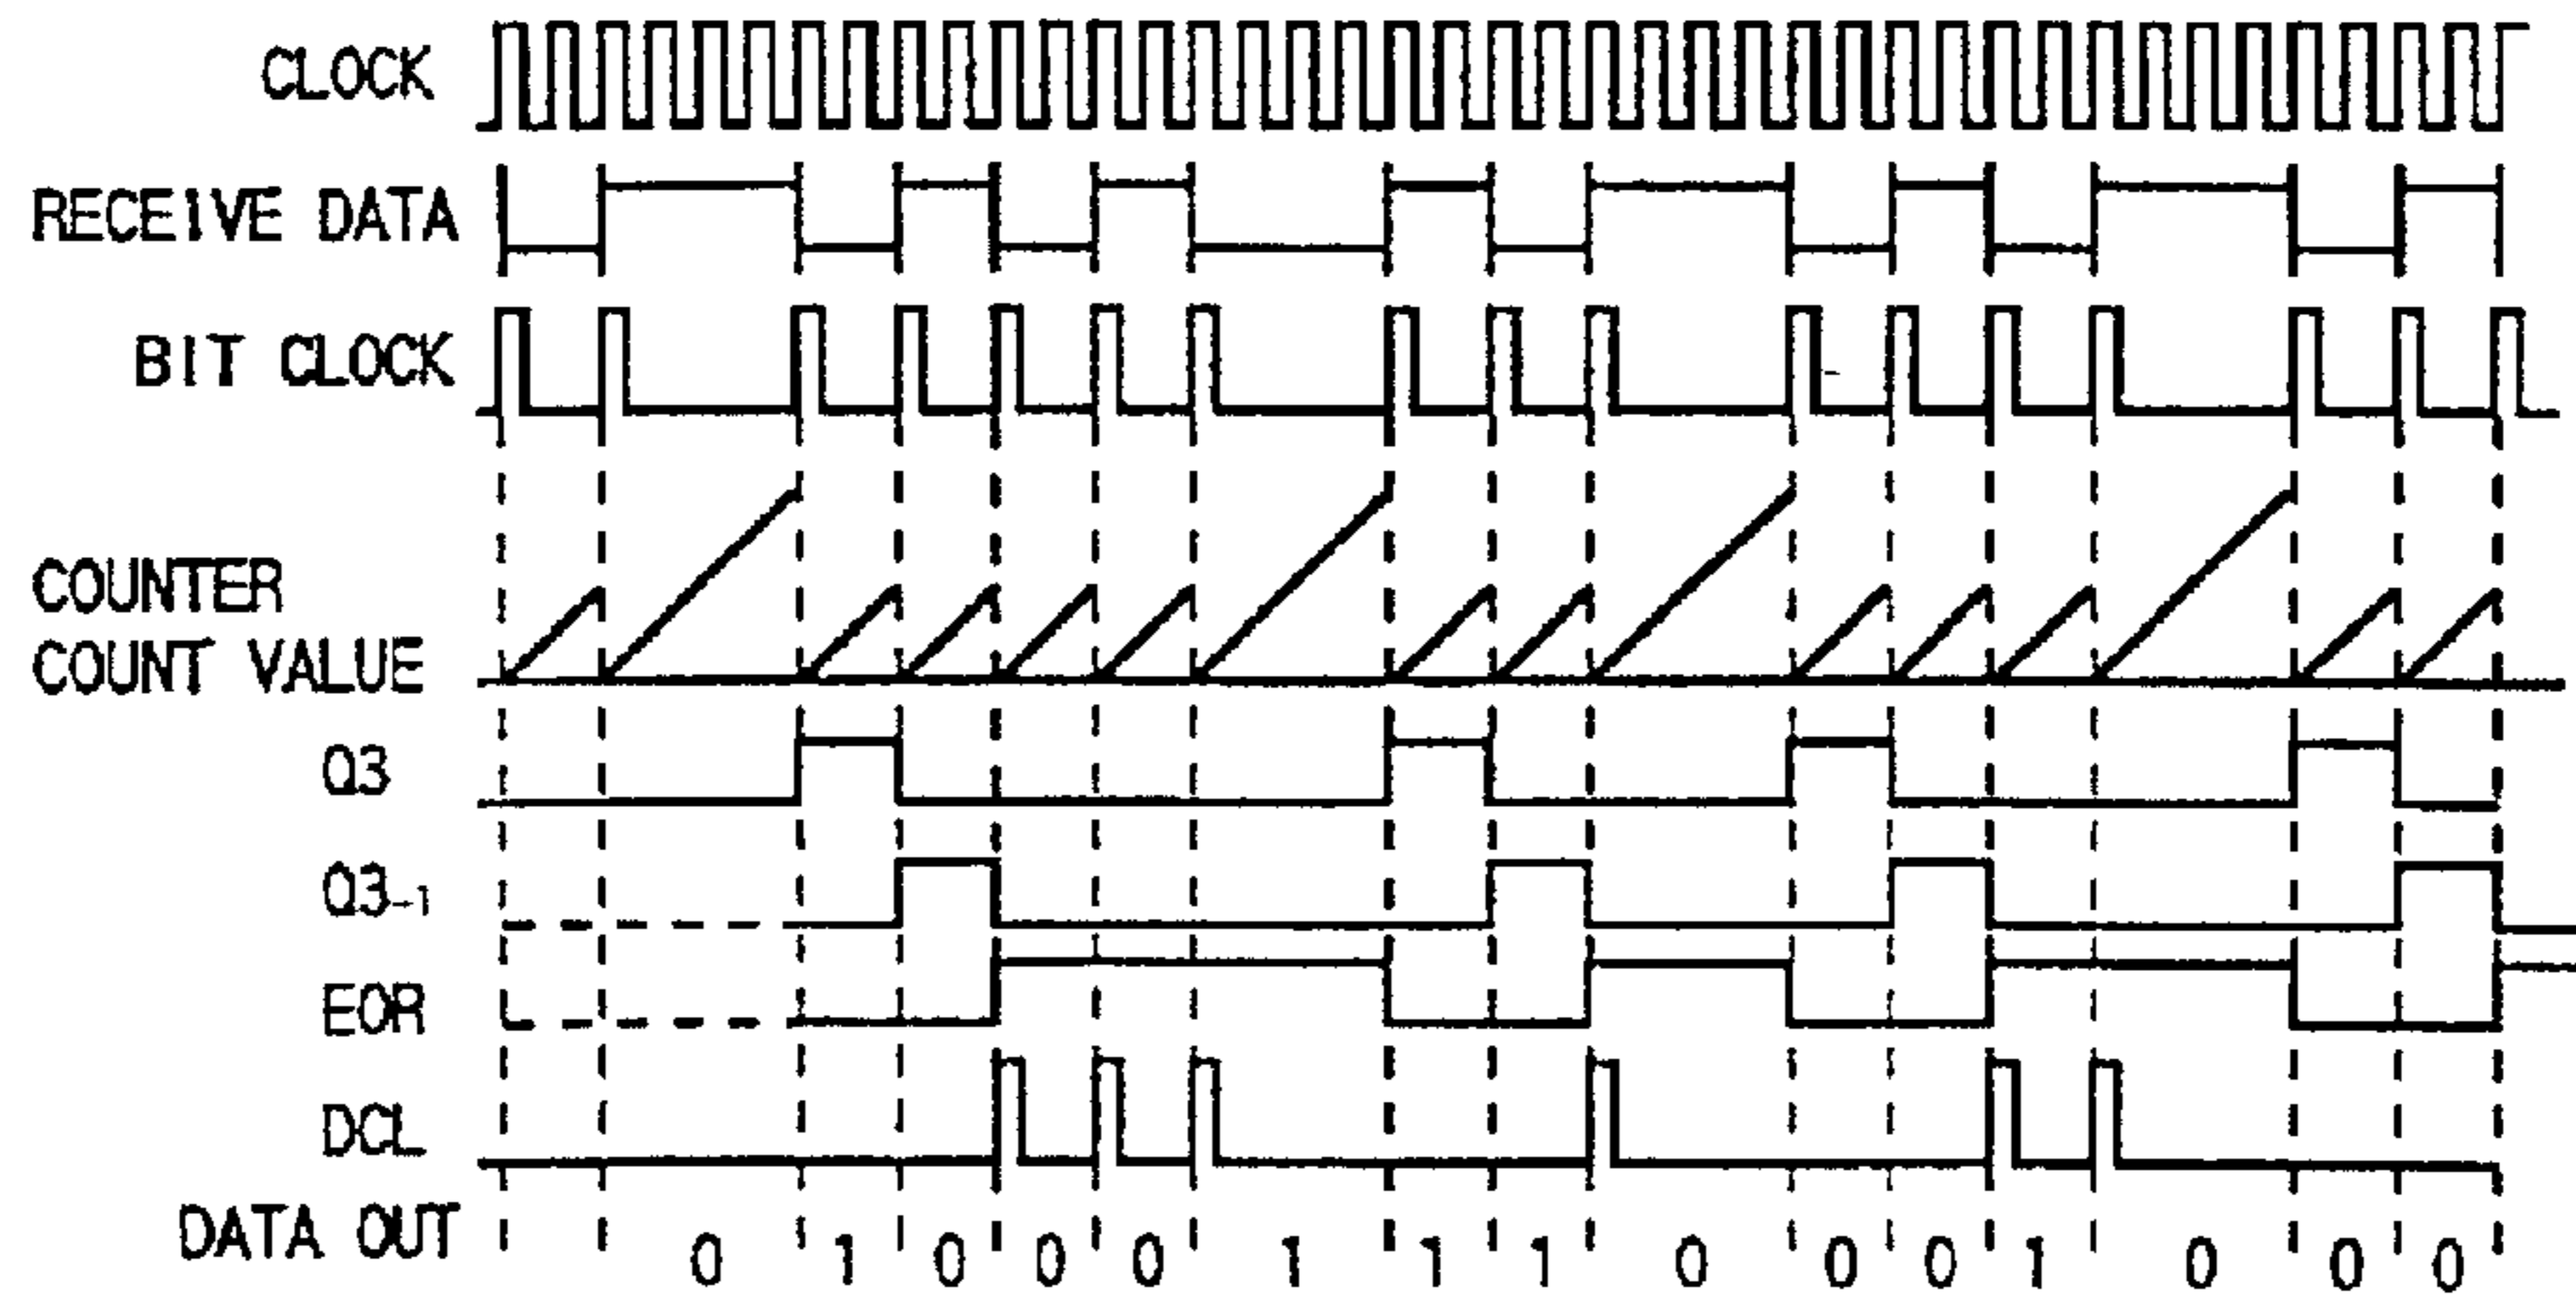 CLOCK
RECEIVE DATA
BIT CLOCK
COUNTER
COUNT VALUE
Q3
Q3-1
EOR
DCL
DATA OUT 0 1 0 0 0 1 1 1 0 0 0 1 0 0 0